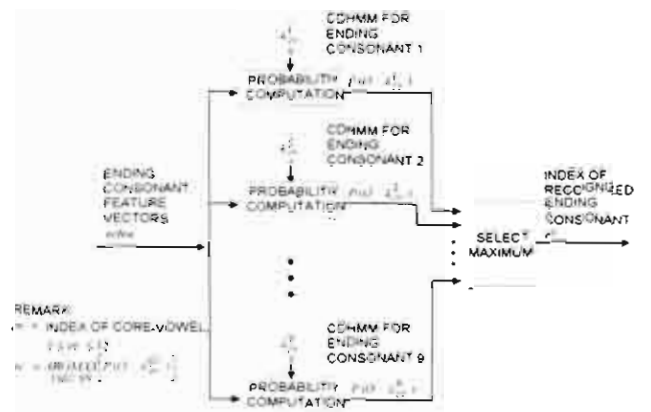 CDHMM FOR
ENDING
CONSONANT 1
PROBABILITY
COMPUTATION
CDHMM FOR
ENDING
CONSONANT 2
PROBABILITY
COMPUTATION
ENDING
CONSONANT
FEATURE
VECTORS
INDEX OF
RECOGNIZED
ENDING
CONSONANT
SELECT
MAXIMUM
REMARK
= INDEX OF CORE-VOWEL
CDHMM FOR
ENDING
CONSONANT 9
PROBABILITY
COMPUTATION